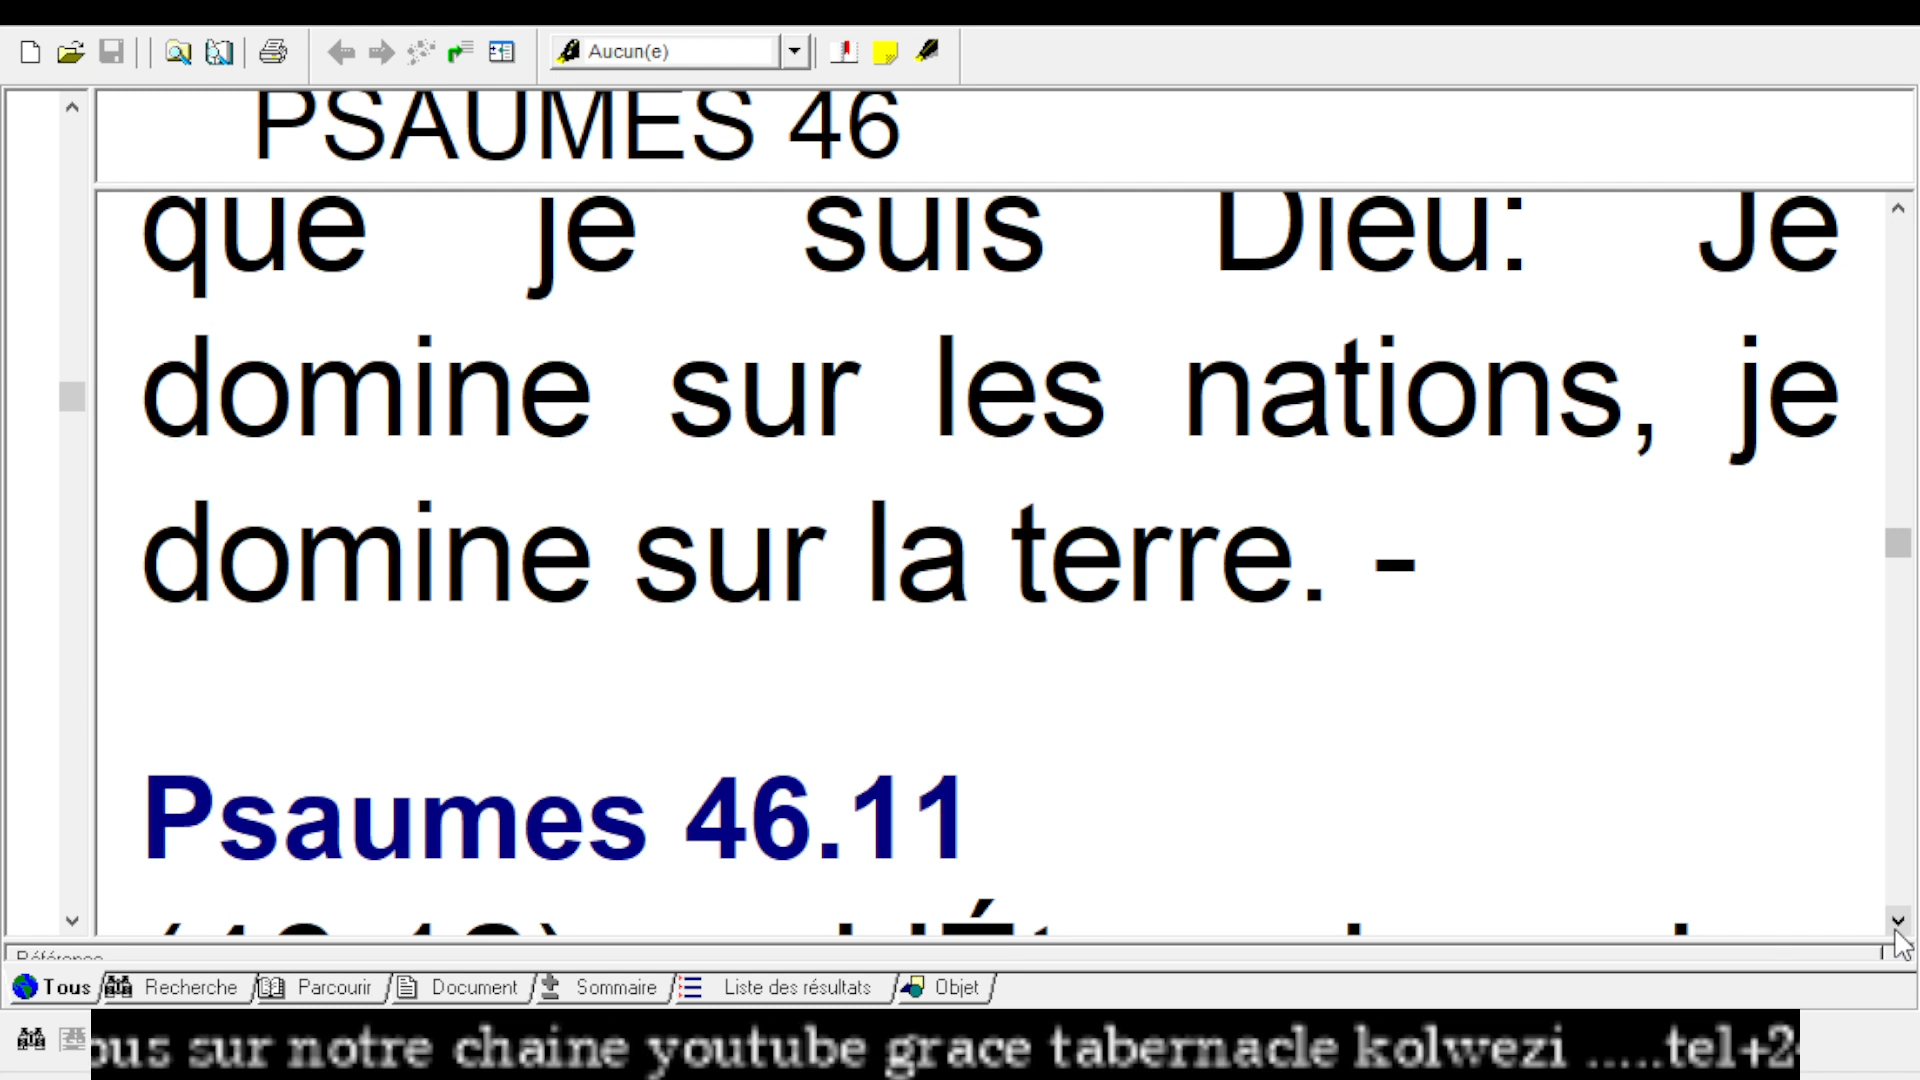 Aucun(e)
PSAUMES 46
que je suis Dieu: Je
domine sur les nations, je
domine sur la terre. -
Psaumes 46.11
Référence
Tous Recherche Parcourir Document Sommaire Liste des résultats Objet
sur notre chaine youtube grace tabernacle kolwezi .....tel+2